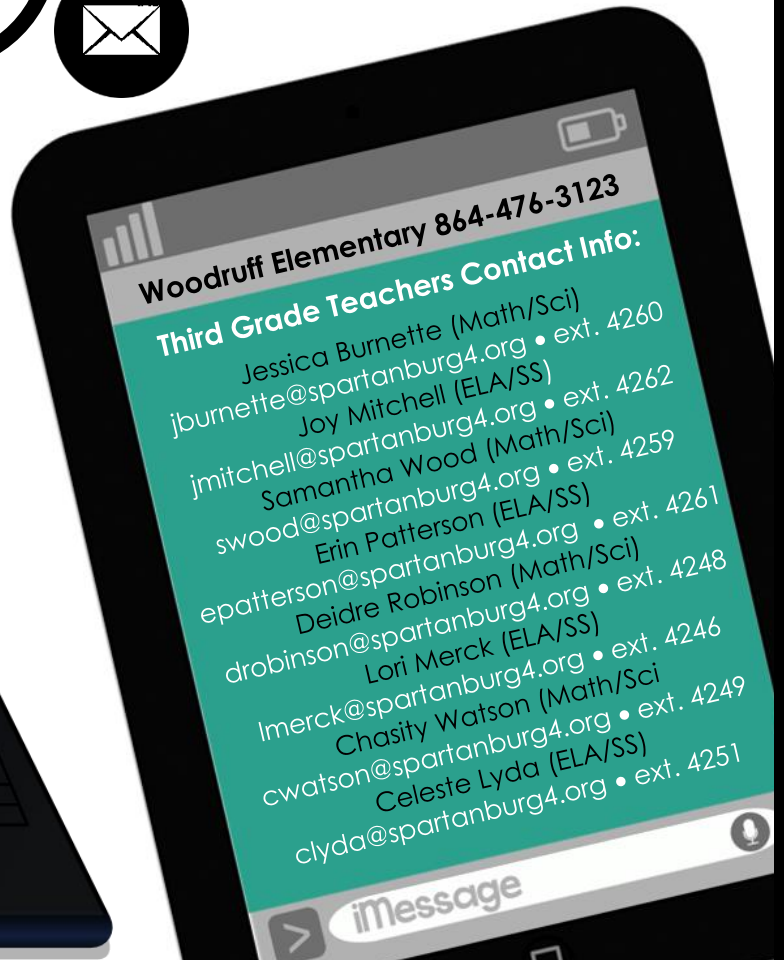 Woodruff Elementary 864-476-3123
Third Grade Teachers Contact Info:
Jessica Burnette (Math/Sci)
jburnette@spartanburg4.org • ext. 4260
Joy Mitchell (ELA/SS)
jmitchell@spartanburg4.org • ext. 4262
Samantha Wood (Math/Sci)
swood@spartanburg4.org • ext. 4259
Erin Patterson (ELA/SS)
epatterson@spartanburg4.org • ext. 4261
Deidre Robinson (Math/Sci)
drobinson@spartanburg4.org • ext. 4248
Lori Merck (ELA/SS)
lmerck@spartanburg4.org • ext. 4246
Chasity Watson (Math/Sci
cwatson@spartanburg4.org • ext. 4249
Celeste Lyda (ELA/SS)
clyda@spartanburg4.org • ext. 4251
> iMessage